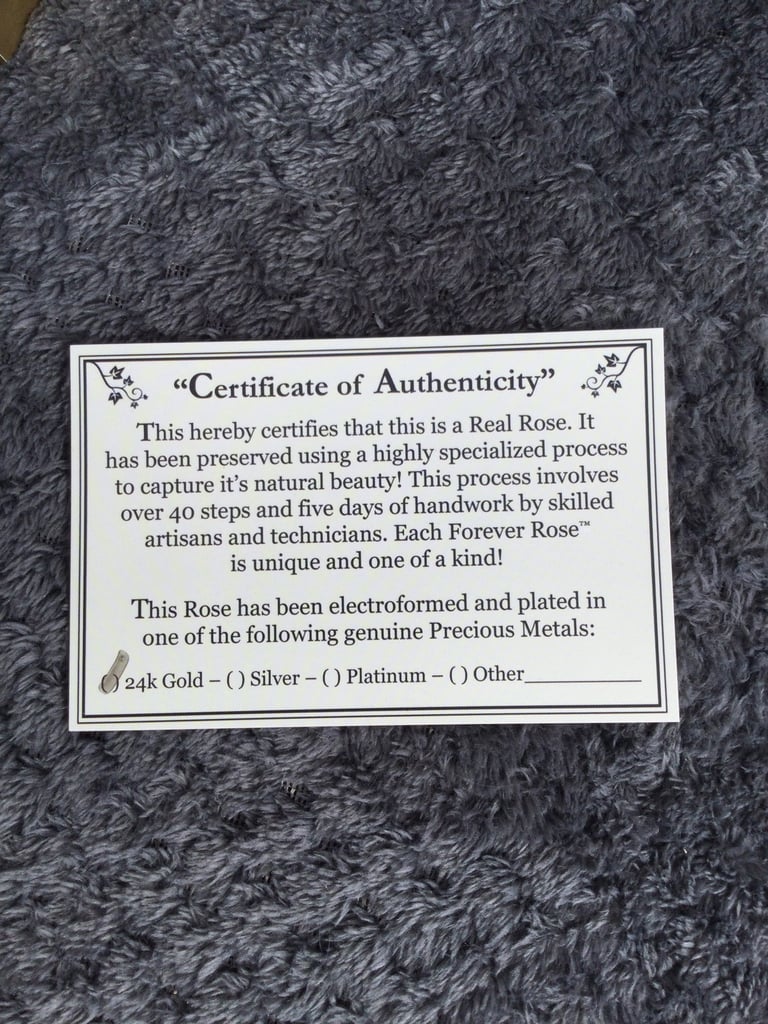 “Certificate of Authenticity”
This hereby certifies that this is a Real Rose. It
has been preserved using a highly specialized process
to capture it’s natural beauty! This process involves
over 40 steps and five days of handwork by skilled
artisans and technicians. Each Forever Rose™
is unique and one of a kind!
This Rose has been electroformed and plated in
one of the following genuine Precious Metals:
( ) 24k Gold – ( ) Silver – ( ) Platinum – ( ) Other____________